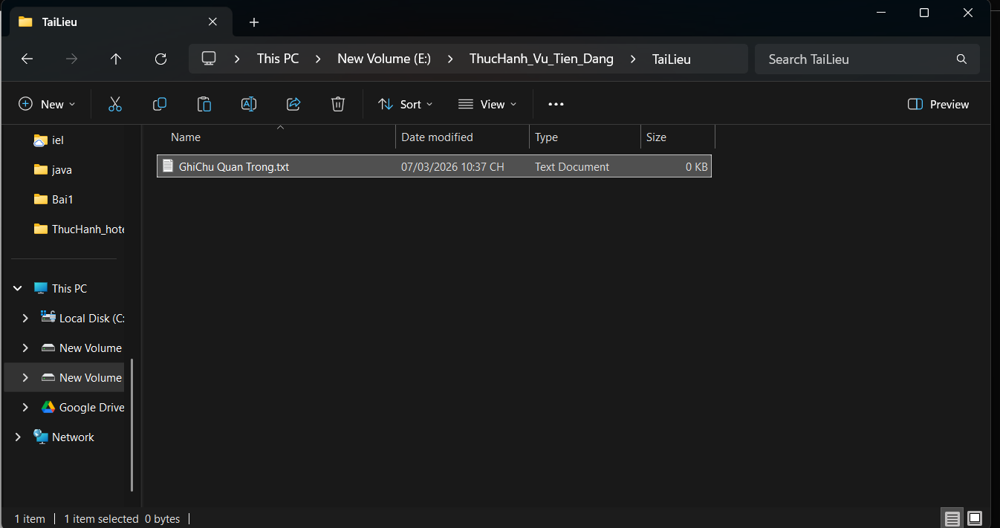 TaiLieu
This PC > New Volume (E:) > ThucHanh_Vu_Tien_Dang > TaiLieu
Search TaiLieu
New
Sort
View
Preview
Name Date modified Type Size
GhiChu Quan Trong.txt 07/03/2026 10:37 CH Text Document 0 KB
iel
java
Bai1
ThucHanh_hote
This PC
Local Disk (C:
New Volume
New Volume
Google Drive
Network
1 item 1 item selected 0 bytes